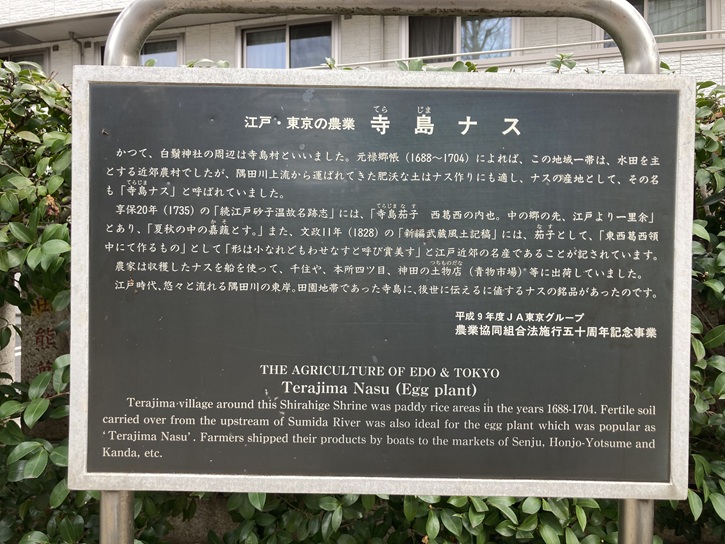 江戸・東京の農業 寺島ナス
かつて、白鬚神社の周辺は寺島村といいました。元禄郷帳（1688〜1704）によれば、この地域一帯は、水田を主
とする近郊農村でしたが、隅田川上流から運ばれてきた肥沃な土はナス作りにも適し、ナスの産地として、その名
も「寺島ナス」と呼ばれていました。
享保20年（1735）の「続江戸砂子温故名跡志」には、「寺島茄子　西葛西の内也。中の郷の先、江戸より一里余」
とあり、「夏秋の中の嘉蔬とす。」また、文政11年（1828）の「新編武蔵風土記稿」には、茄子として、「東西葛西領
中にて作るもの」として「形は小なれどもわせなすと呼び賞美す」と江戸近郊の名産であることが記されています。
農家は収穫したナスを船を使って、千住や、本所四ツ目、神田の土物店（青物市場）等に出荷していました。
江戸時代、悠々と流れる隅田川の東岸。田園地帯であった寺島に、後世に伝えるに値するナスの銘品があったのです。
平成9年度JA東京グループ
農業協同組合法施行五十周年記念事業
THE AGRICULTURE OF EDO & TOKYO
Terajima Nasu (Egg plant)
Terajima village around this Shirahige Shrine was paddy rice areas in the years 1688-1704. Fertile soil
carried over from the upstream of Sumida River was also ideal for the egg plant which was popular as
‘Terajima Nasu’. Farmers shipped their products by boats to the markets of Senju, Honjo-Yotsume and
Kanda, etc.